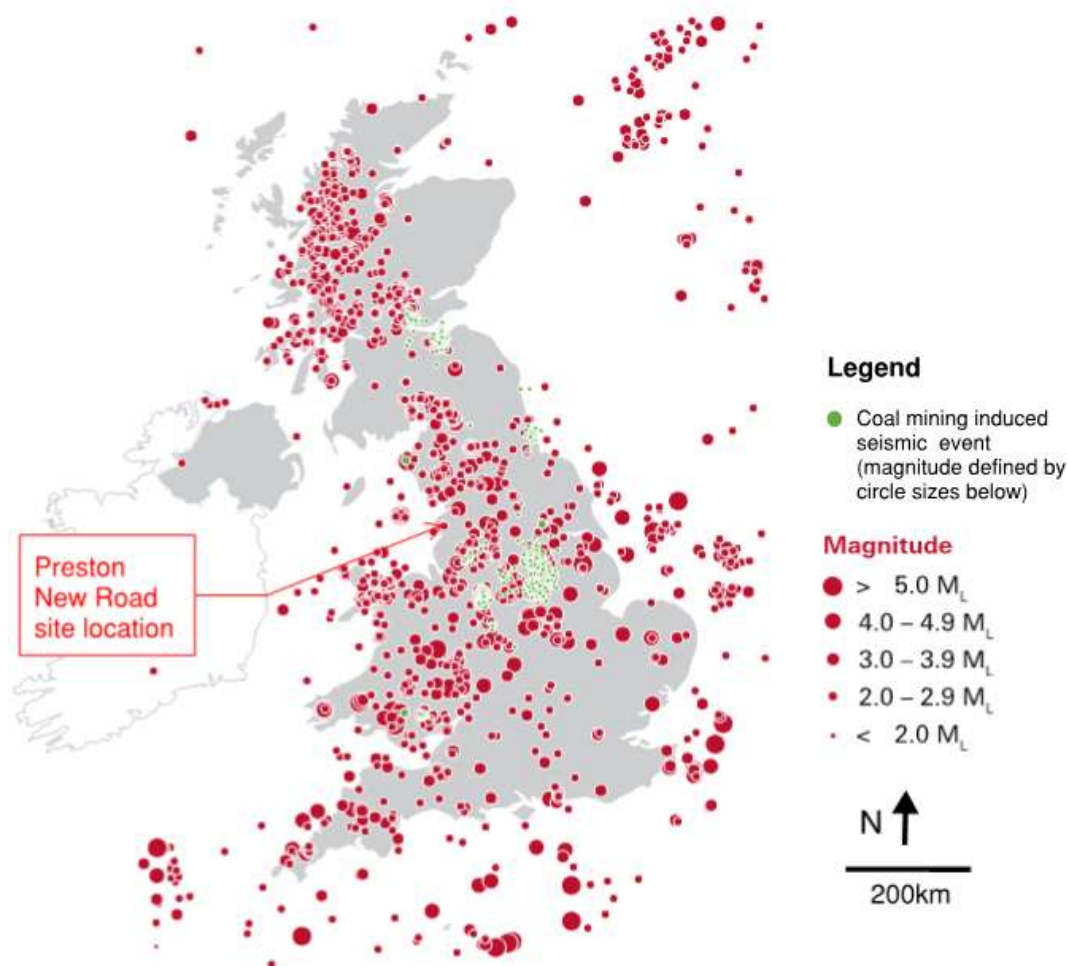 Preston
New Road
site location
Legend
Coal mining induced
seismic event
(magnitude defined by
circle sizes below)
Magnitude
> 5.0 ML
4.0 – 4.9 ML
3.0 – 3.9 ML
2.0 – 2.9 ML
< 2.0 ML
N
200km